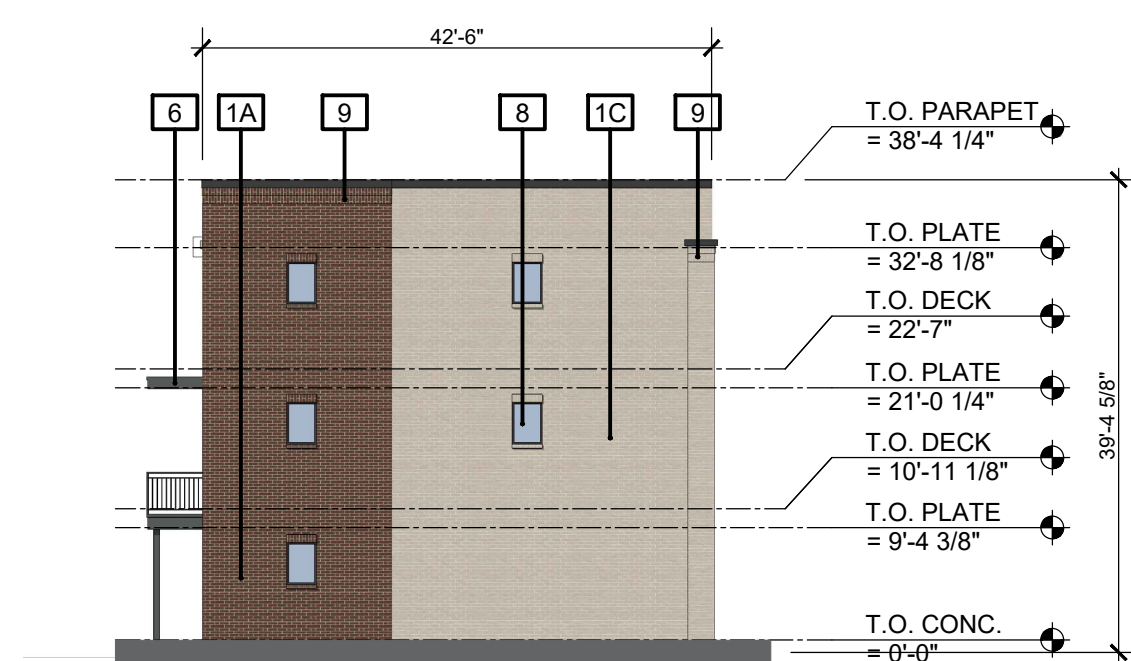 42'-6"
6 1A 9 8 1C 9
T.O. PARAPET
= 38'-4 1/4"
T.O. PLATE
= 32'-8 1/8"
T.O. DECK
= 22'-7"
T.O. PLATE
= 21'-0 1/4"
T.O. DECK
= 10'-11 1/8"
T.O. PLATE
= 9'-4 3/8"
T.O. CONC.
= 0'-0"
39'-4 5/8"